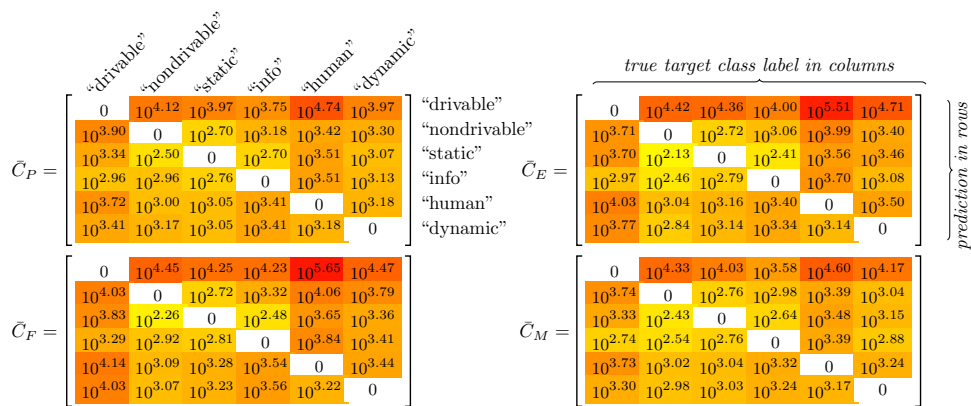 “drivable” “nondrivable” “static” “info” “human” “dynamic”
true target class label in columns
C̄_P =
0 10^4.12 10^3.97 10^3.75 10^4.74 10^3.97 “drivable”
10^3.90 0 10^2.70 10^3.18 10^3.42 10^3.30 “nondrivable”
10^3.34 10^2.50 0 10^2.70 10^3.51 10^3.07 “static”
10^2.96 10^2.96 10^2.76 0 10^3.51 10^3.13 “info”
10^3.72 10^3.00 10^3.05 10^3.41 0 10^3.18 “human”
10^3.41 10^3.17 10^3.05 10^3.41 10^3.18 0 “dynamic”
C̄_E =
0 10^4.42 10^4.36 10^4.00 10^5.51 10^4.71
10^3.71 0 10^2.72 10^3.06 10^3.99 10^3.40
10^3.70 10^2.13 0 10^2.41 10^3.56 10^3.46
10^2.97 10^2.46 10^2.79 0 10^3.70 10^3.08
10^4.03 10^3.04 10^3.16 10^3.40 0 10^3.50
10^3.77 10^2.84 10^3.14 10^3.34 10^3.14 0
prediction in rows
C̄_F =
0 10^4.45 10^4.25 10^4.23 10^5.65 10^4.47
10^4.03 0 10^2.72 10^3.32 10^4.06 10^3.79
10^3.83 10^2.26 0 10^2.48 10^3.65 10^3.36
10^3.29 10^2.92 10^2.81 0 10^3.84 10^3.41
10^4.14 10^3.09 10^3.28 10^3.54 0 10^3.44
10^4.03 10^3.07 10^3.23 10^3.56 10^3.22 0
C̄_M =
0 10^4.33 10^4.03 10^3.58 10^4.60 10^4.17
10^3.74 0 10^2.76 10^2.98 10^3.39 10^3.04
10^3.33 10^2.43 0 10^2.64 10^3.48 10^3.15
10^2.74 10^2.54 10^2.76 0 10^3.39 10^2.88
10^3.73 10^3.02 10^3.04 10^3.32 0 10^3.24
10^3.30 10^2.98 10^3.03 10^3.24 10^3.17 0